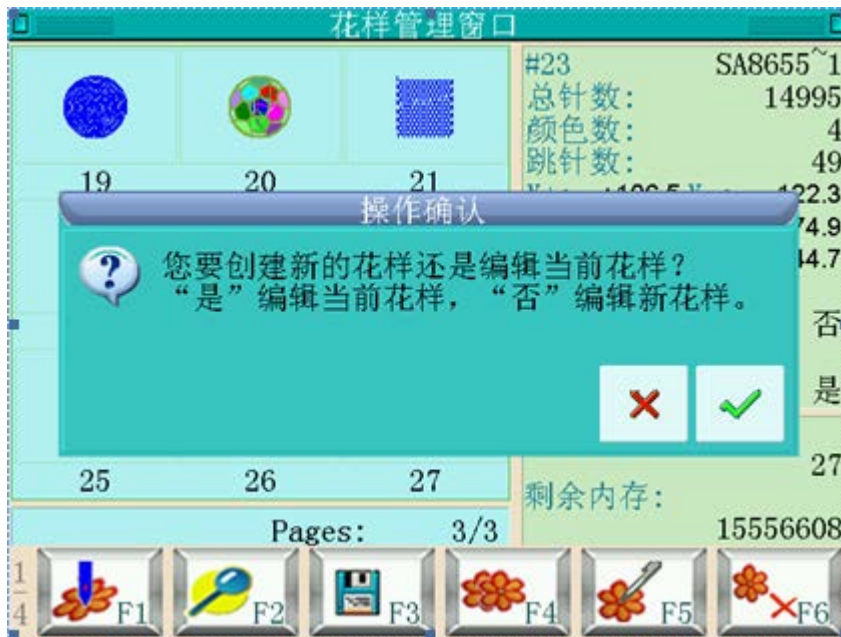 花样管理窗口
#23 SA8655~1
总针数: 14995
颜色数: 4
跳针数: 49
19 20 21
22.3
操作确认
74.9
您要创建新的花样还是编辑当前花样?
44.7
“是”编辑当前花样，“否”编辑新花样。
否
是
25 26 27
27
剩余内存:
Pages: 3/3
15556608
1/4
F1 F2 F3 F4 F5 F6